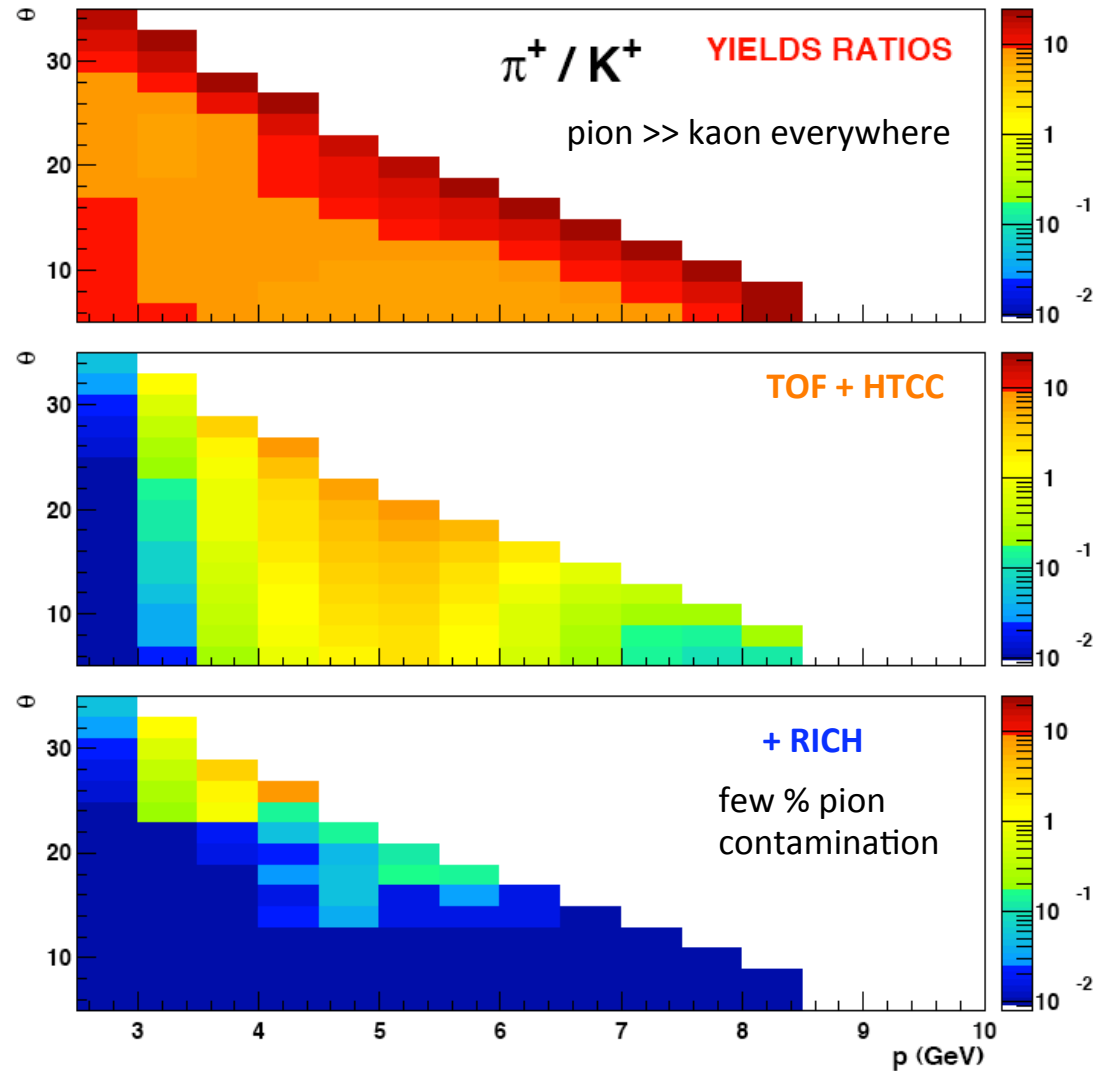 θ
30
20
10
π+ / K+
YIELDS RATIOS
pion >> kaon everywhere
10
1
10 -1
10 -2
θ
30
20
10
TOF + HTCC
10
1
10 -1
10 -2
θ
30
20
10
+ RICH
few % pion
contamination
10
1
10 -1
10 -2
3 4 5 6 7 8 9 10
p (GeV)